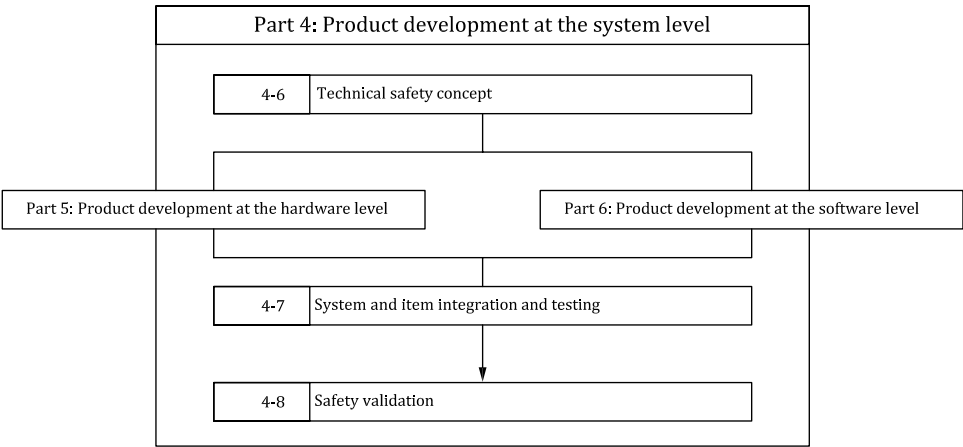 Part 4: Product development at the system level
4-6 Technical safety concept
Part 5: Product development at the hardware level
Part 6: Product development at the software level
4-7 System and item integration and testing
4-8 Safety validation